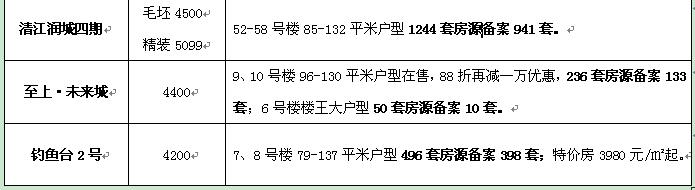 清江润城四期
毛坯 4500
精装 5099
52-58 号楼 85-132 平米户型 1244 套房源备案 941 套。
至上·未来城
4400
9、10 号楼 96-130 平米户型在售，88 折再减一万优惠，236 套房源备案 133
套；6 号楼楼王大户型 50 套房源备案 10 套。
钓鱼台 2 号
4200
7、8 号楼 79-137 平米户型 496 套房源备案 398 套；特价房 3980 元/㎡起。